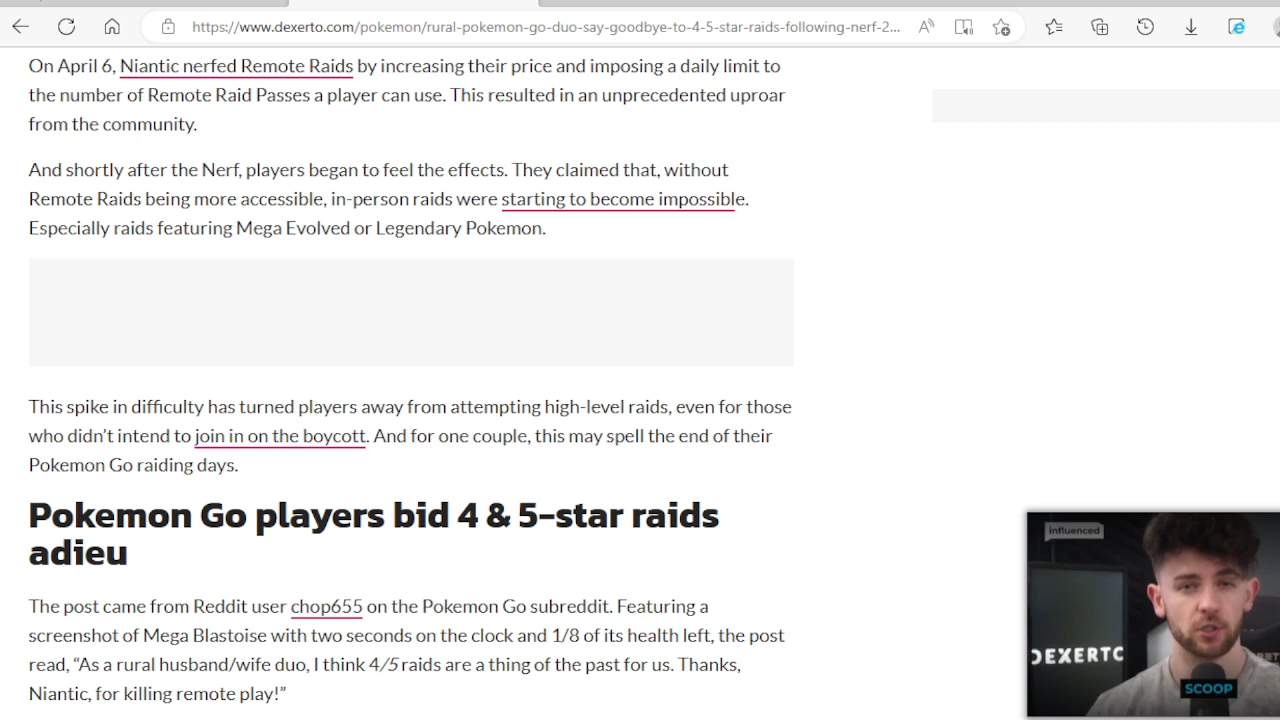 https://www.dexerto.com/pokemon/rural-pokemon-go-duo-say-goodbye-to-4-5-star-raids-following-nerf-2...
On April 6, Niantic nerfed Remote Raids by increasing their price and imposing a daily limit to
the number of Remote Raid Passes a player can use. This resulted in an unprecedented uproar
from the community.
And shortly after the Nerf, players began to feel the effects. They claimed that, without
Remote Raids being more accessible, in-person raids were starting to become impossible.
Especially raids featuring Mega Evolved or Legendary Pokemon.
This spike in difficulty has turned players away from attempting high-level raids, even for those
who didn’t intend to join in on the boycott. And for one couple, this may spell the end of their
Pokemon Go raiding days.
Pokemon Go players bid 4 & 5-star raids
adieu
The post came from Reddit user chop655 on the Pokemon Go subreddit. Featuring a
screenshot of Mega Blastoise with two seconds on the clock and 1/8 of its health left, the post
read, “As a rural husband/wife duo, I think 4/5 raids are a thing of the past for us. Thanks,
Niantic, for killing remote play!”
influenced
DEXERTO
SCOOP